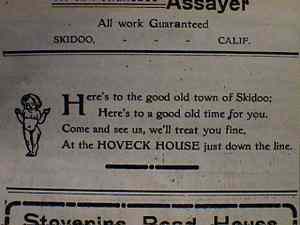 Assayer
All work Guaranteed
SKIDOO, - - - CALIF.
Here's to the good old town of Skidoo;
Here's to a good old time for you.
Come and see us, we'll treat you fine,
At the HOVECK HOUSE just down the line.
Stovepipe Road House